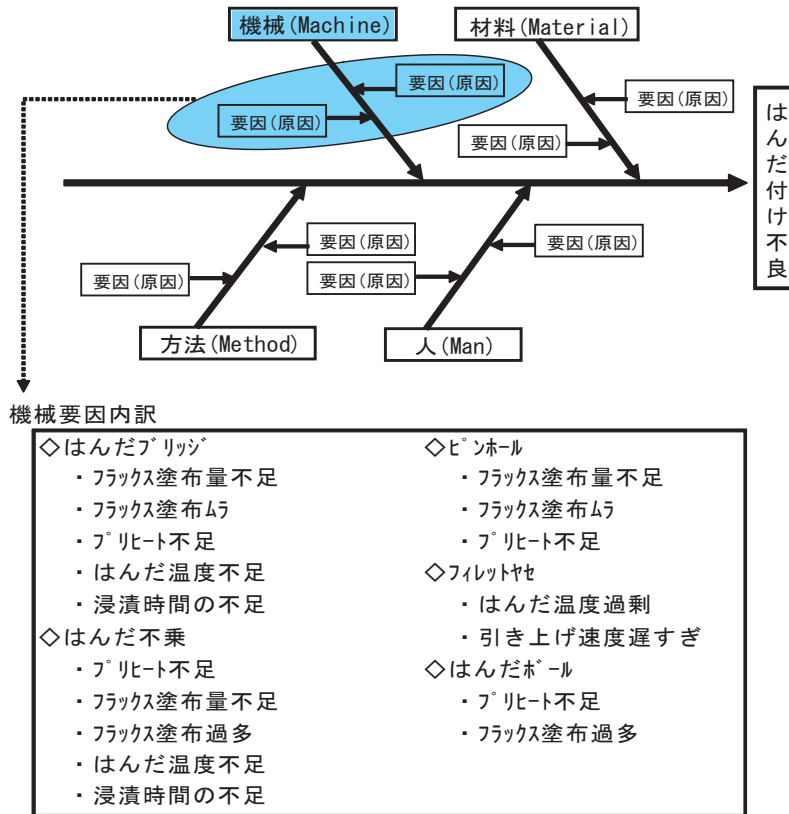 機械(Machine)
材料(Material)
要因(原因)
要因(原因)
要因(原因)
要因(原因)
はんだ付け不良
要因(原因)
要因(原因)
要因(原因)
要因(原因)
方法(Method)
人(Man)
機械要因内訳
◇はんだﾌﾞﾘｯｼﾞ
・ﾌﾗｯｸｽ塗布量不足
・ﾌﾗｯｸｽ塗布ﾑﾗ
・ﾌﾟﾘﾋｰﾄ不足
・はんだ温度不足
・浸漬時間の不足
◇はんだ不乗
・ﾌﾟﾘﾋｰﾄ不足
・ﾌﾗｯｸｽ塗布量不足
・ﾌﾗｯｸｽ塗布過多
・はんだ温度不足
・浸漬時間の不足
◇ﾋﾟﾝﾎｰﾙ
・ﾌﾗｯｸｽ塗布量不足
・ﾌﾗｯｸｽ塗布ﾑﾗ
・ﾌﾟﾘﾋｰﾄ不足
◇ﾌｨﾚｯﾄﾔｾ
・はんだ温度過剰
・引き上げ速度遅すぎ
◇はんだﾎﾞｰﾙ
・ﾌﾟﾘﾋｰﾄ不足
・ﾌﾗｯｸｽ塗布過多